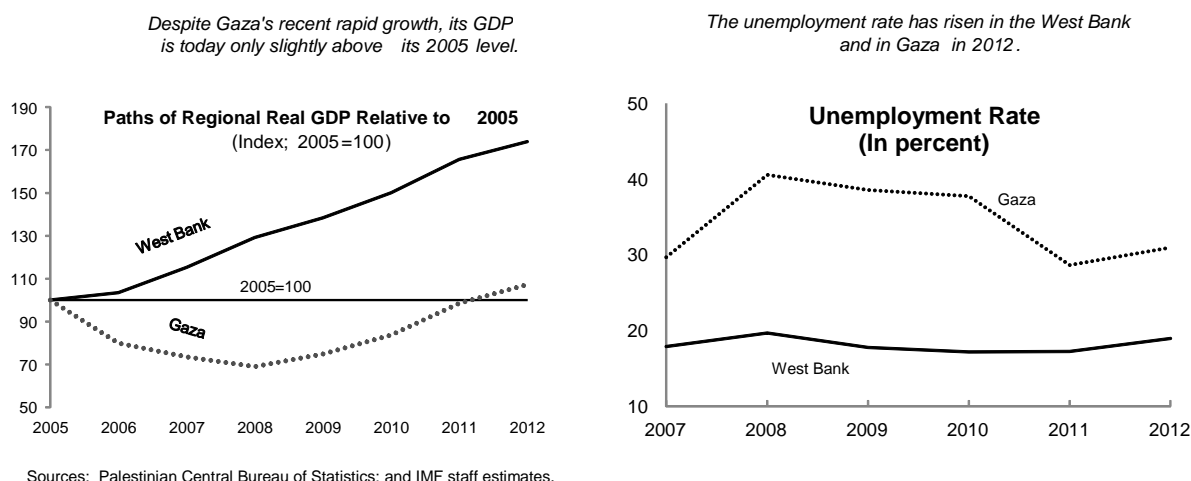 Despite Gaza's recent rapid growth, its GDP
is today only slightly above its 2005 level.
190
170
150
130
110
90
70
50
Paths of Regional Real GDP Relative to 2005
(Index; 2005=100)
West Bank
2005=100
Gaza
2005 2006 2007 2008 2009 2010 2011 2012
Sources: Palestinian Central Bureau of Statistics; and IMF staff estimates.
The unemployment rate has risen in the West Bank
and in Gaza in 2012.
50
40
30
20
10
Unemployment Rate
(In percent)
Gaza
West Bank
2007 2008 2009 2010 2011 2012